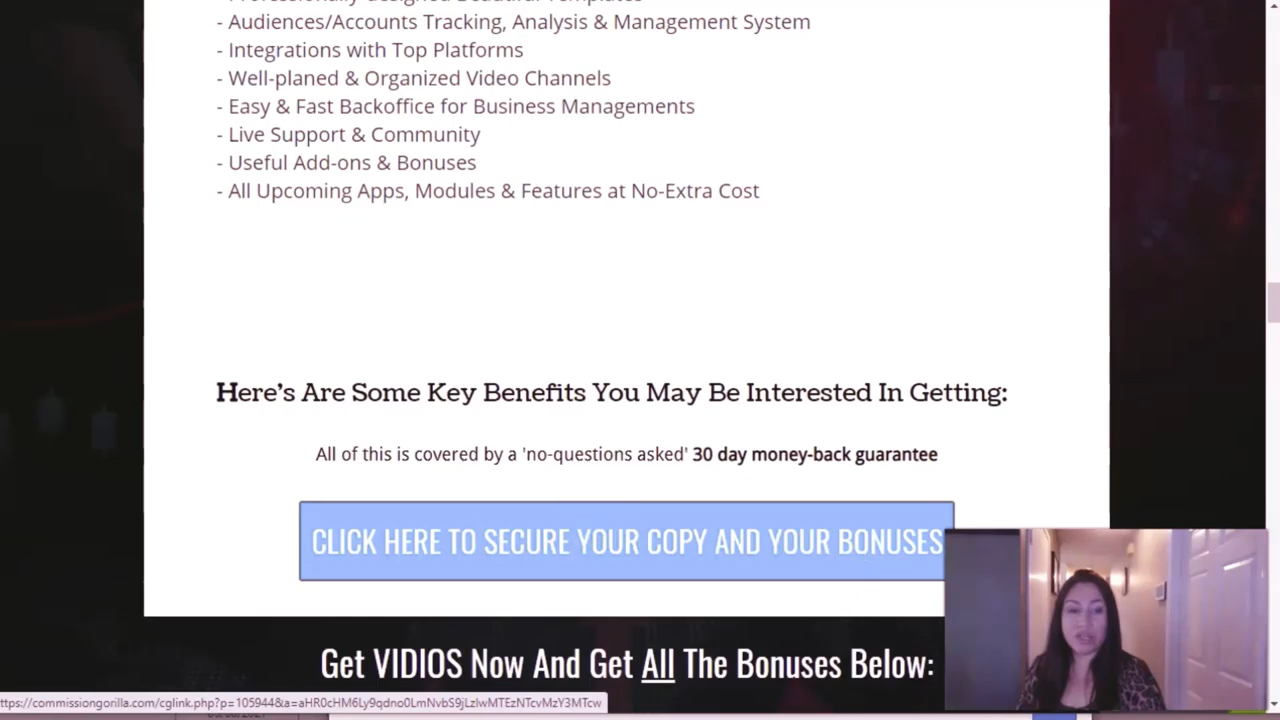 - Professionally-designed Beautiful Templates
- Audiences/Accounts Tracking, Analysis & Management System
- Integrations with Top Platforms
- Well-planed & Organized Video Channels
- Easy & Fast Backoffice for Business Managements
- Live Support & Community
- Useful Add-ons & Bonuses
- All Upcoming Apps, Modules & Features at No-Extra Cost
Here's Are Some Key Benefits You May Be Interested In Getting:
All of this is covered by a 'no-questions asked' 30 day money-back guarantee
CLICK HERE TO SECURE YOUR COPY AND YOUR BONUSES
Get VIDIOS Now And Get All The Bonuses Below: